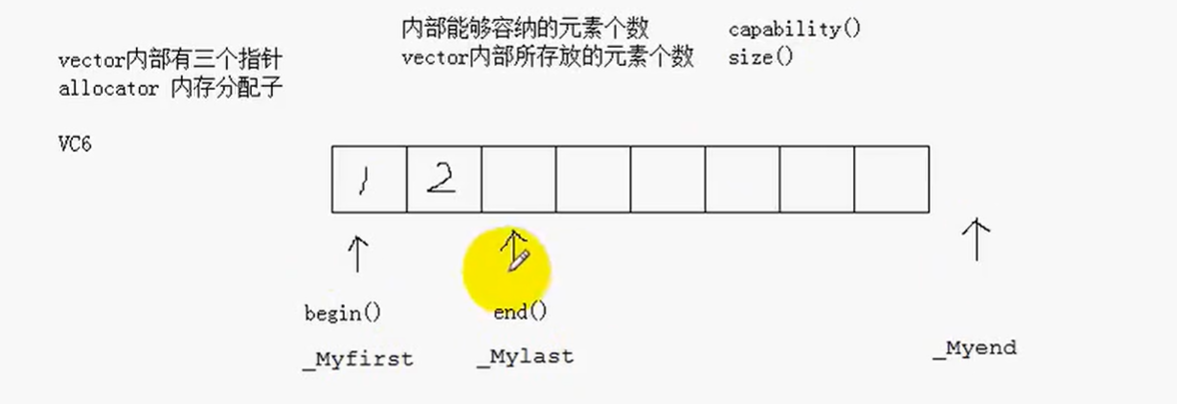 内部能够容纳的元素个数 capability()
vector内部有三个指针
vector内部所存放的元素个数 size()
allocator 内存分配子
VC6
1 2
begin() end()
_Myfirst _Mylast _Myend